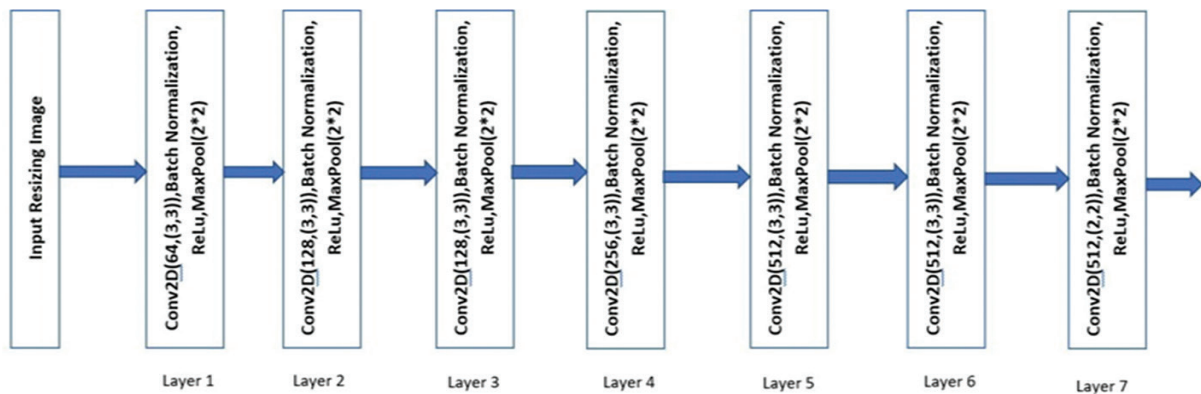 Input Resizing Image
Conv2D(64,(3,3)),Batch Normalization,
ReLu,MaxPool(2*2)
Conv2D(128,(3,3)),Batch Normalization,
ReLu,MaxPool(2*2)
Conv2D(128,(3,3)),Batch Normalization,
ReLu,MaxPool(2*2)
Conv2D(256,(3,3)),Batch Normalization,
ReLu,MaxPool(2*2)
Conv2D(512,(3,3)),Batch Normalization,
ReLu,MaxPool(2*2)
Conv2D(512,(3,3)),Batch Normalization,
ReLu,MaxPool(2*2)
Conv2D(512,(2,2)),Batch Normalization,
ReLu,MaxPool(2*2)
Layer 1
Layer 2
Layer 3
Layer 4
Layer 5
Layer 6
Layer 7